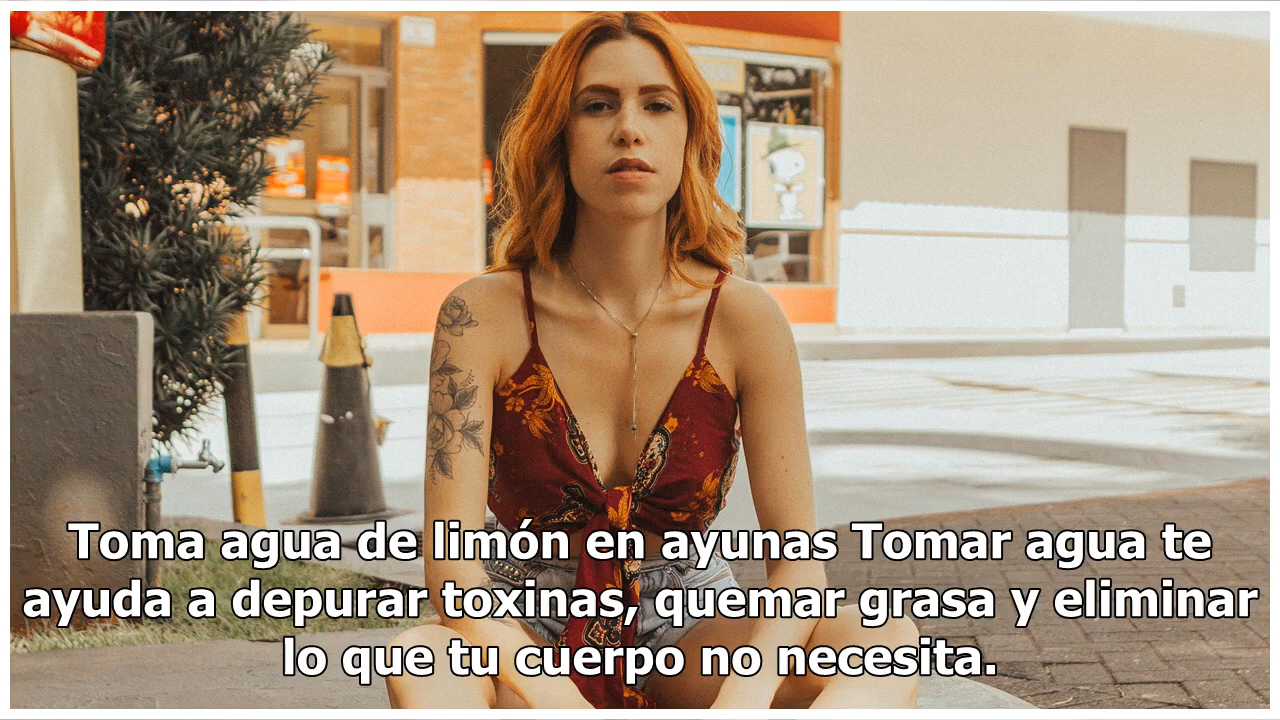 Toma agua de limón en ayunas Tomar agua te
ayuda a depurar toxinas, quemar grasa y eliminar
lo que tu cuerpo no necesita.